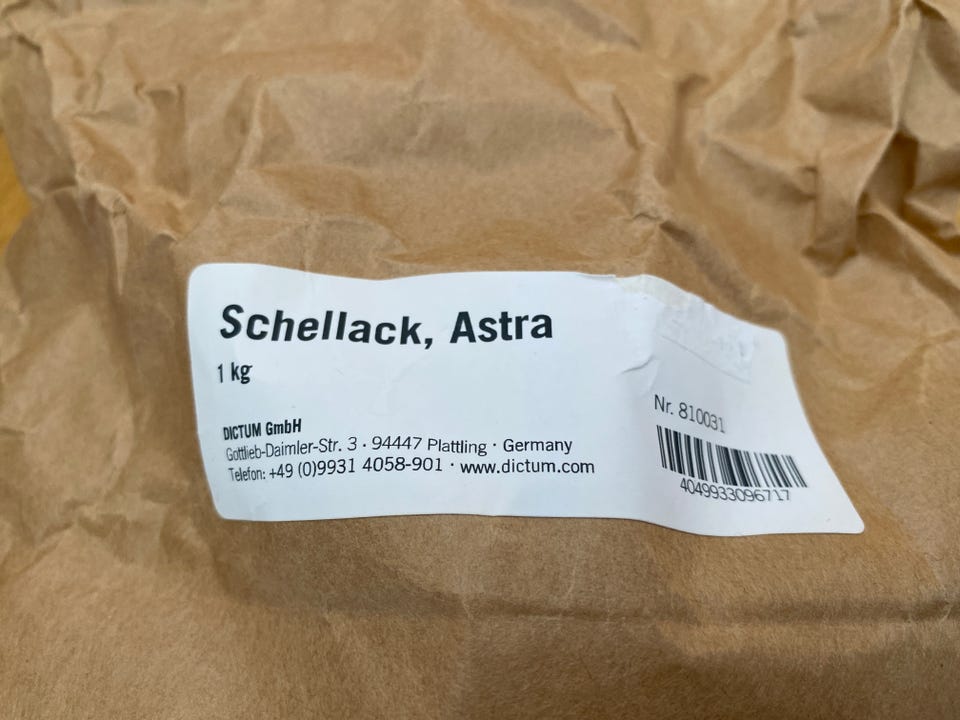 Schellack, Astra
1 kg
DICTUM GmbH
Gottlieb-Daimler-Str. 3 · 94447 Plattling · Germany
Telefon: +49 (0)9931 4058-901 · www.dictum.com
Nr. 810031
4049933096717